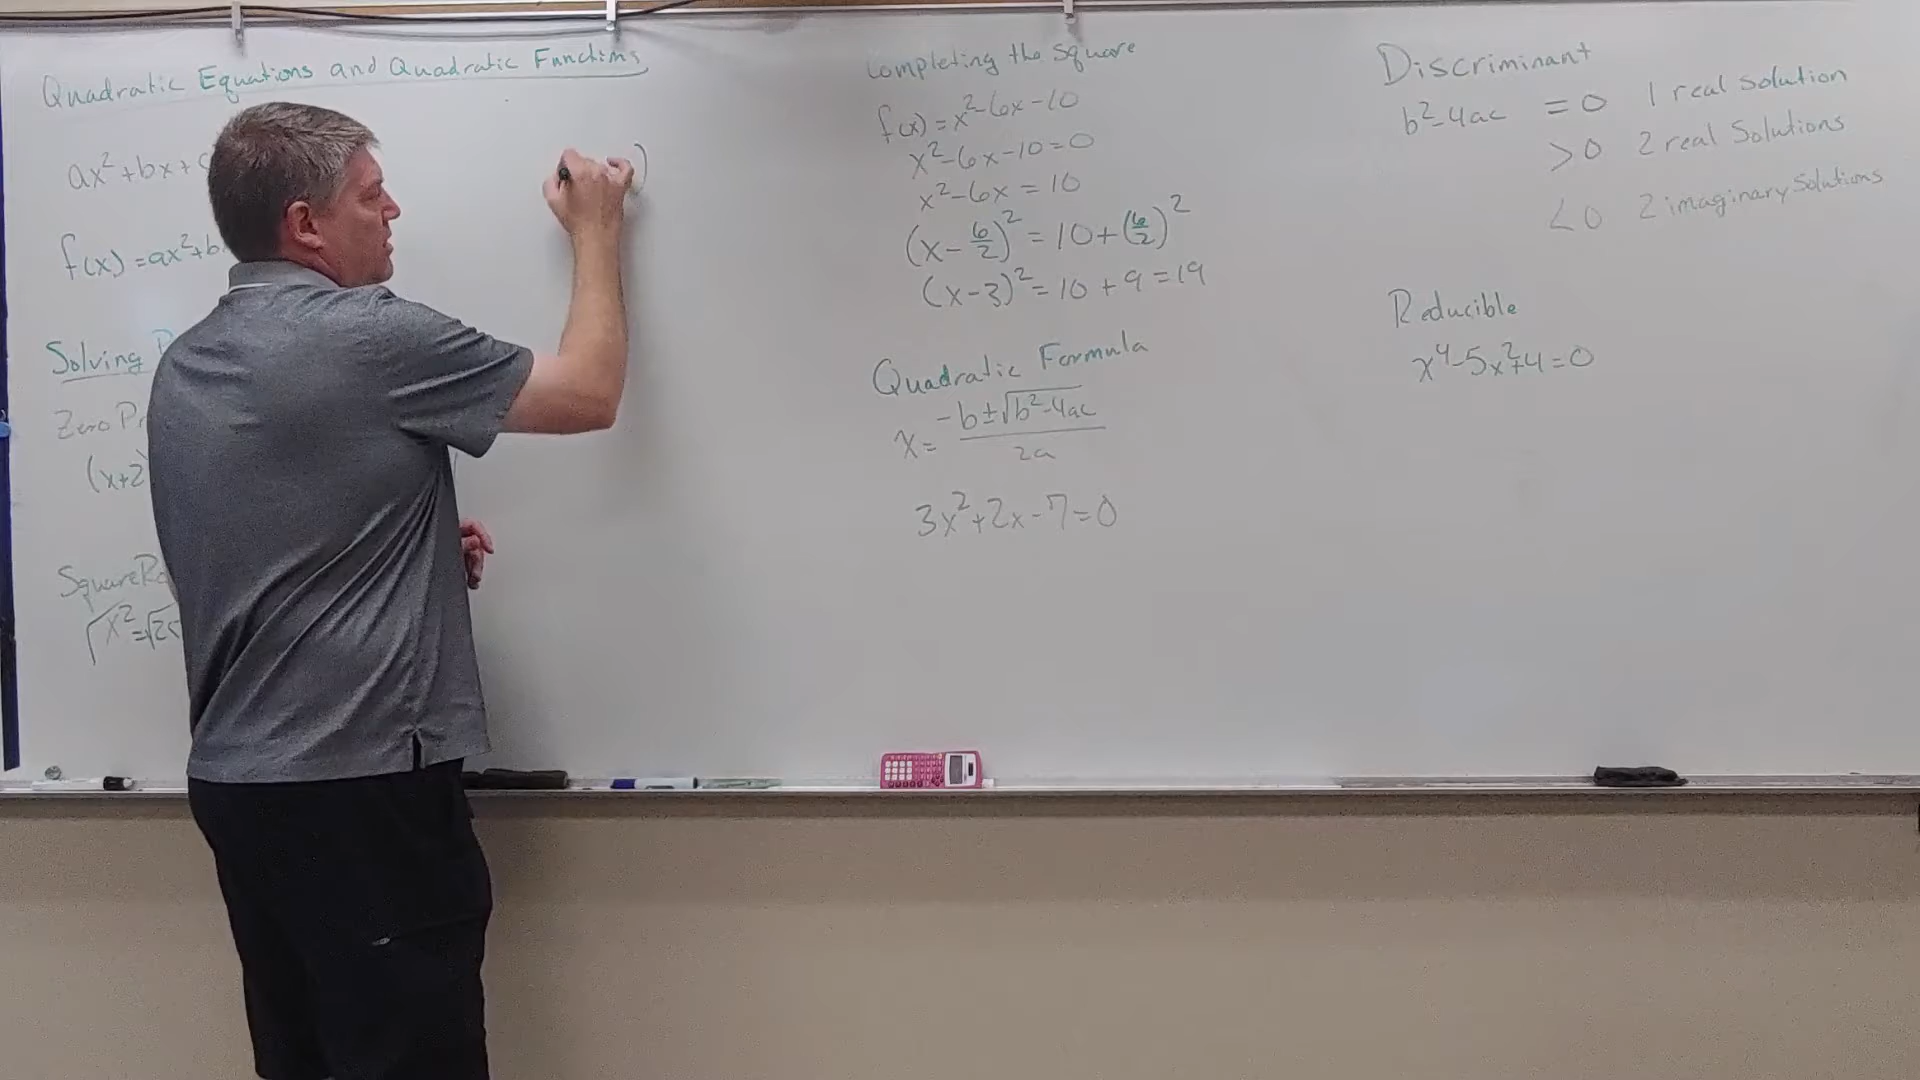 Quadratic Equations and Quadratic Functions
ax²+bx+
f(x)=ax²+b
Solving
Zero Pr
(x+2
Square Ro
√x²=√25
)
Completing the Square
f(x)=x²-6x-10
x²-6x-10=0
x²-6x=10
(x-6/2)²=10+(6/2)²
(x-3)²=10+9=19
Quadratic Formula
x=-b±√b²-4ac/2a
3x²+2x-7=0
Discriminant
b²-4ac =0 1 real solution
>0 2 real Solutions
<0 2 imaginary Solutions
Reducible
x⁴-5x²+4=0